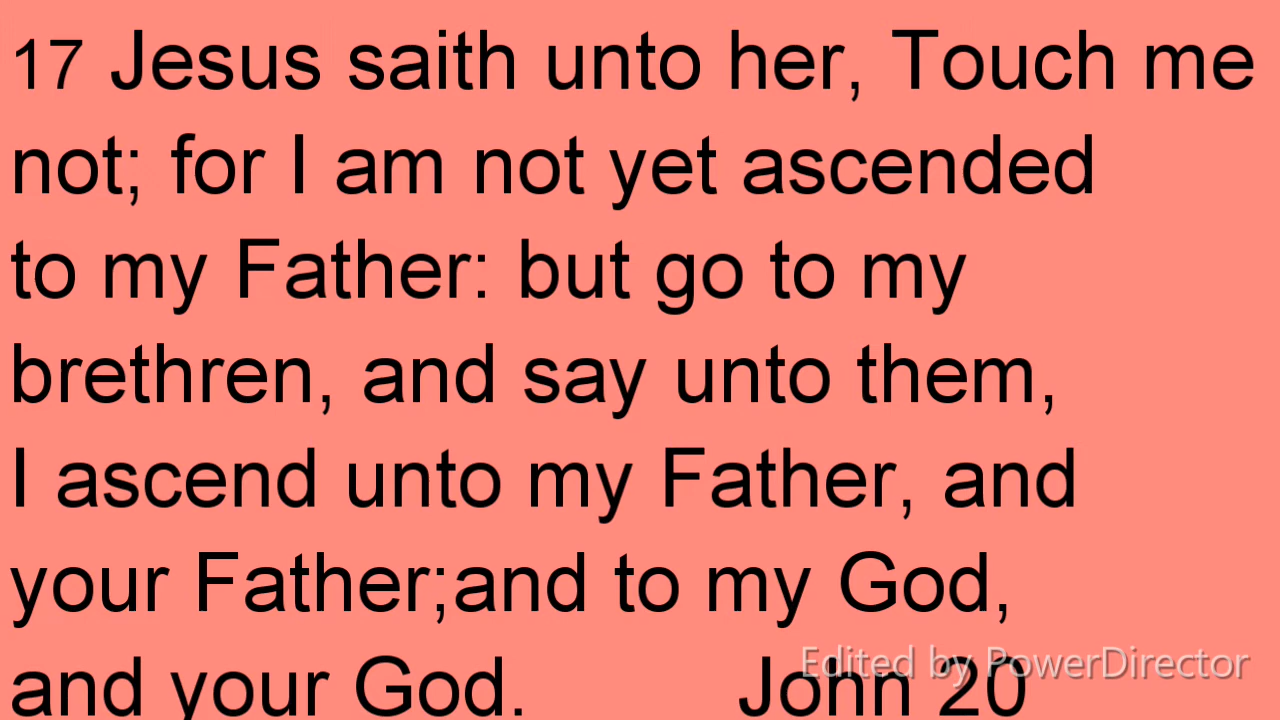 17 Jesus saith unto her, Touch me
not; for I am not yet ascended
to my Father: but go to my
brethren, and say unto them,
I ascend unto my Father, and
your Father;and to my God,
and your God. John 20
Edited by PowerDirector